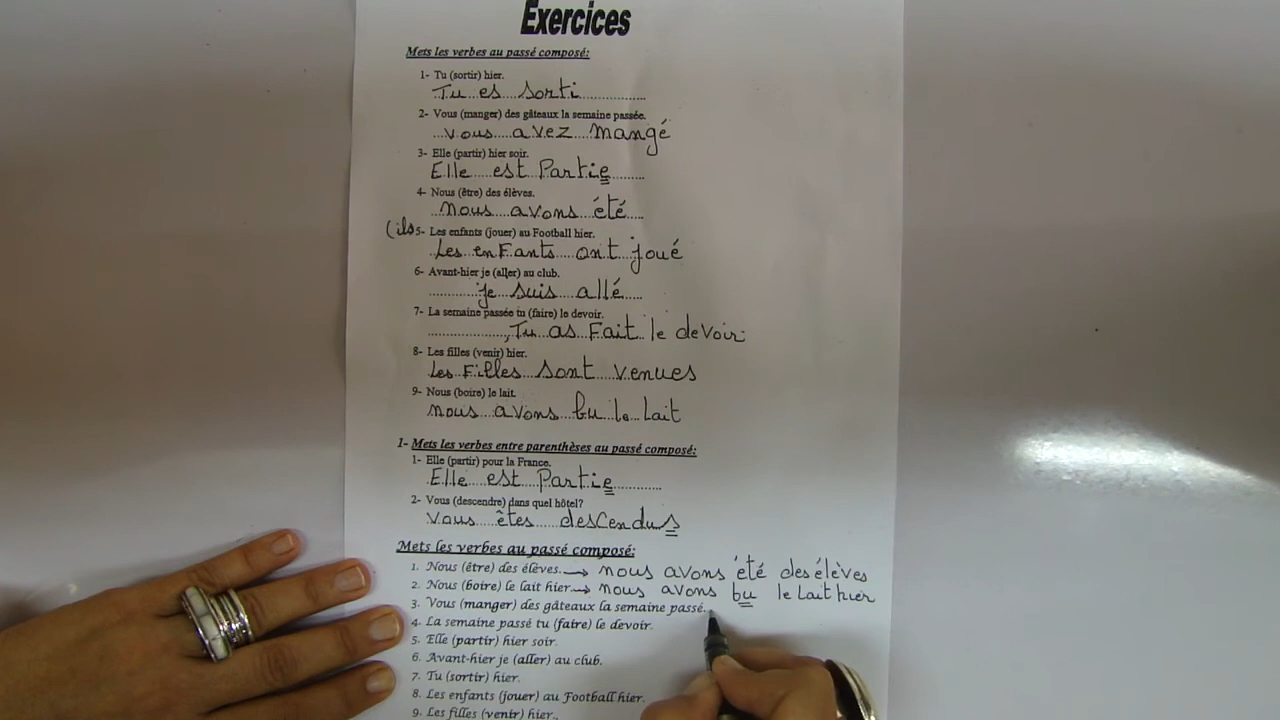 Exercices
Mets les verbes au passé composé:
1- Tu (sortir) hier.
Tu es sorti
2- Vous (manger) des gâteaux la semaine passée.
vous avez mangé
3- Elle (partir) hier soir.
Elle est Partie
4- Nous (être) des élèves.
nous avons été
(ils 5- Les enfants (jouer) au Football hier.
Les enFants ont joué
6- Avant-hier je (aller) au club.
je suis allé
7- La semaine passée tu (faire) le devoir.
, Tu as Fait le devoir.
8- Les filles (venir) hier.
Les Filles sont venues
9- Nous (boire) le lait.
nous avons bu le lait
1- Mets les verbes entre parenthèses au passé composé:
1- Elle (partir) pour la France.
Elle est Partie
2- Vous (descendre) dans quel hôtel?
Vous êtes descendus
Mets les verbes au passé composé:
1. Nous (être) des élèves. → nous avons été des élèves
2. Nous (boire) le lait hier → nous avons bu le lait hier
3. Vous (manger) des gâteaux la semaine passé.
4. La semaine passé tu (faire) le devoir.
5. Elle (partir) hier soir.
6. Avant-hier je (aller) au club.
7. Tu (sortir) hier.
8. Les enfants (jouer) au Football hier.
9. Les filles (venir) hier.,